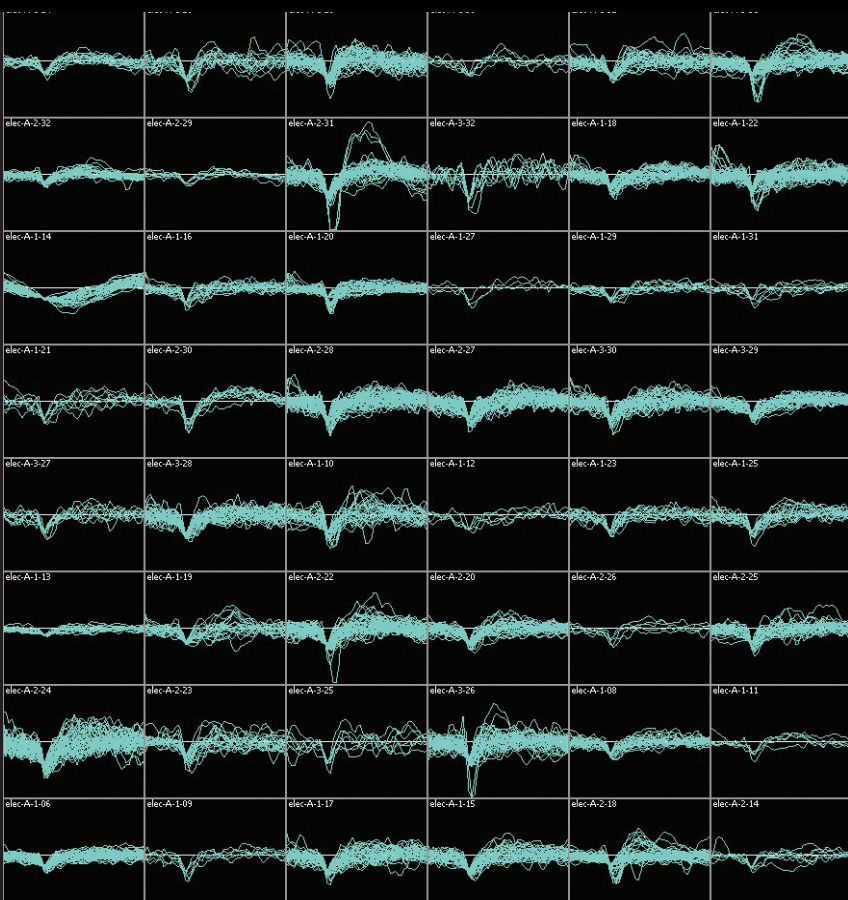 elec-A-2-32 elec-A-2-29 elec-A-2-31 elec-A-3-32 elec-A-1-18 elec-A-1-22
elec-A-1-14 elec-A-1-16 elec-A-1-20 elec-A-1-27 elec-A-1-29 elec-A-1-31
elec-A-1-21 elec-A-2-30 elec-A-2-28 elec-A-2-27 elec-A-3-30 elec-A-3-29
elec-A-3-27 elec-A-3-28 elec-A-1-10 elec-A-1-12 elec-A-1-23 elec-A-1-25
elec-A-1-13 elec-A-1-19 elec-A-2-22 elec-A-2-20 elec-A-2-26 elec-A-2-25
elec-A-2-24 elec-A-2-23 elec-A-3-25 elec-A-3-26 elec-A-1-08 elec-A-1-11
elec-A-1-06 elec-A-1-09 elec-A-1-17 elec-A-1-15 elec-A-2-18 elec-A-2-14